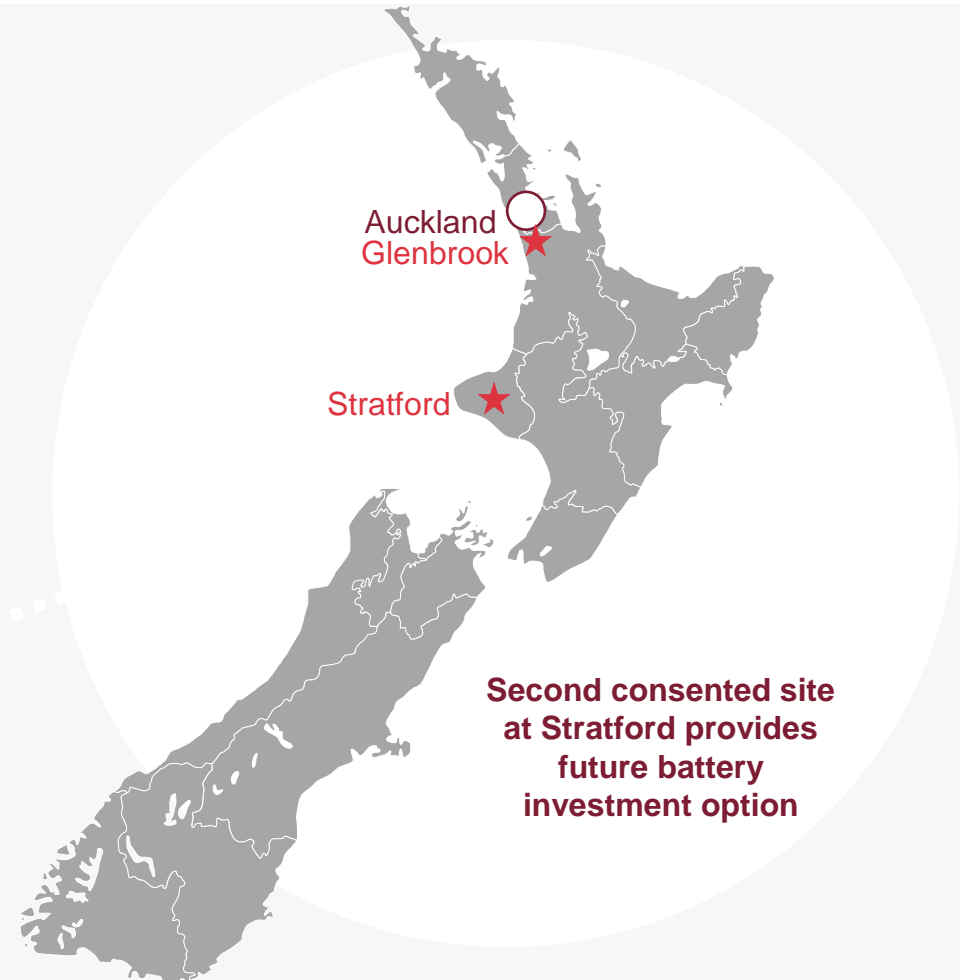 Auckland
Glenbrook
Stratford
Second consented site
at Stratford provides
future battery
investment option